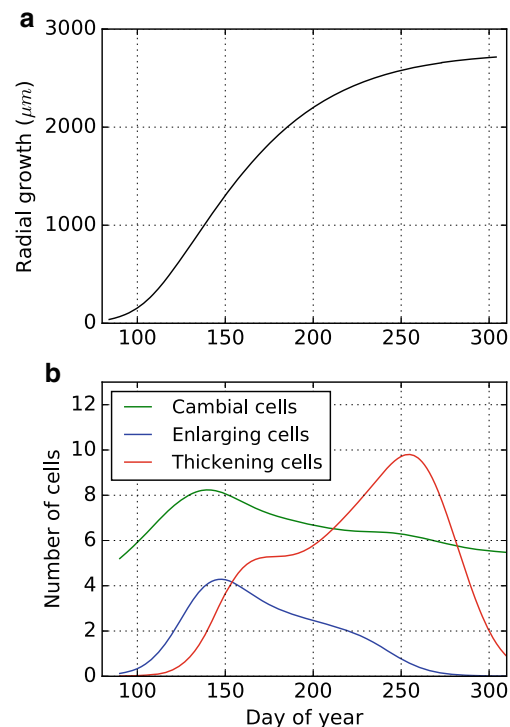 a
3000
2000
1000
0
Radial growth (μm)
100 150 200 250 300
b
12
10
8
6
4
2
0
Number of cells
Cambial cells
Enlarging cells
Thickening cells
100 150 200 250 300
Day of year